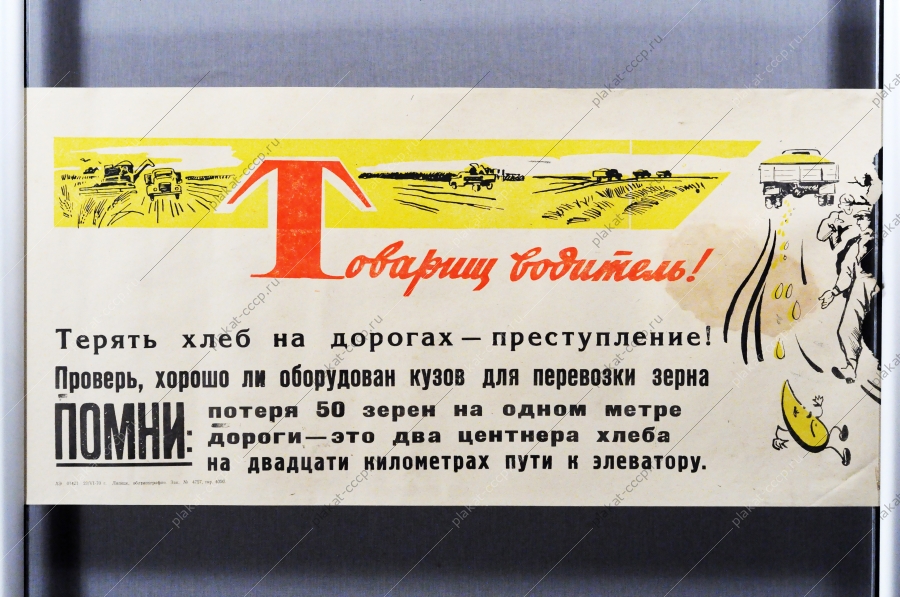 Товарищ водитель!
Терять хлеб на дорогах — преступление!
Проверь, хорошо ли оборудован кузов для перевозки зерна
ПОМНИ:
потеря 50 зерен на одном метре
дороги—это два центнера хлеба
на двадцати километрах пути к элеватору.
plakat-cccp.ru